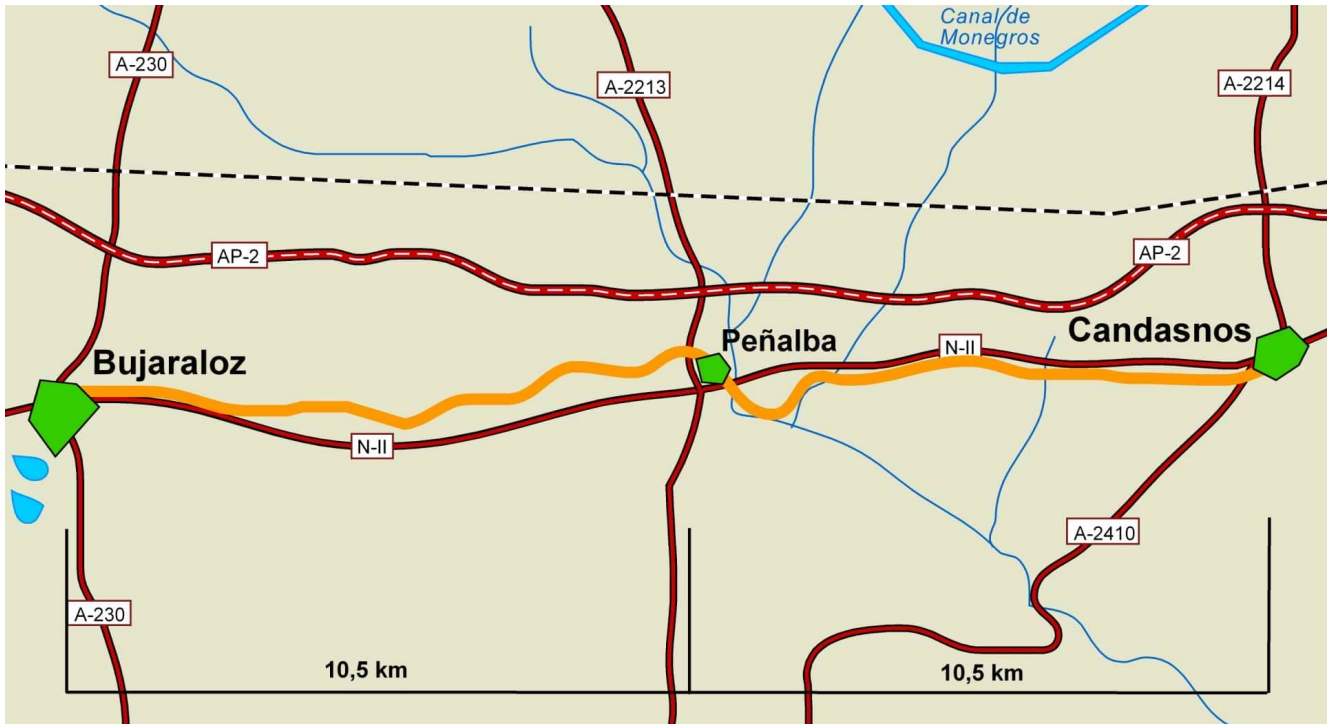 Canal de
Monegros
A-230
A-2213
A-2214
AP-2
AP-2
Peñalba
N-II
Candasnos
Bujaraloz
N-II
A-2410
A-230
10,5 km
10,5 km